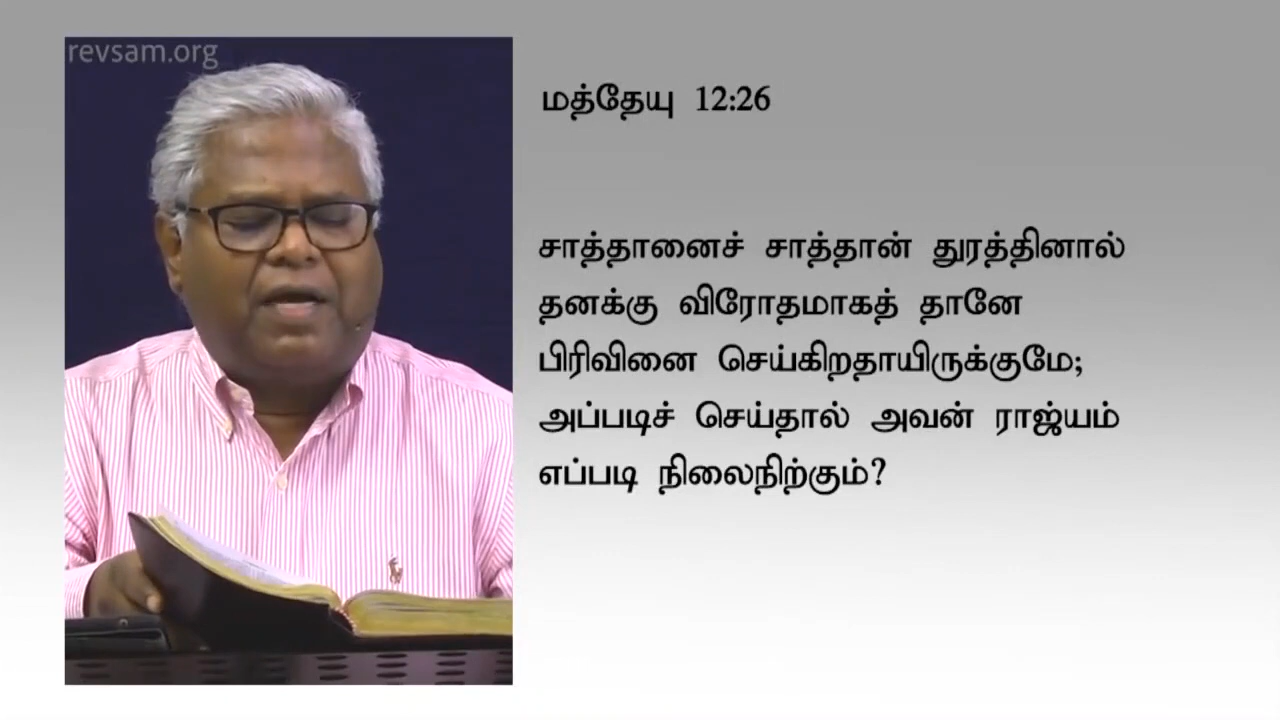 revsam.org
மத்தேயு 12:26
சாத்தானைச் சாத்தான் துரத்தினால்
தனக்கு விரோதமாகத் தானே
பிரிவினை செய்கிறதாயிருக்குமே;
அப்படிச் செய்தால் அவன் ராஜ்யம்
எப்படி நிலைநிற்கும்?